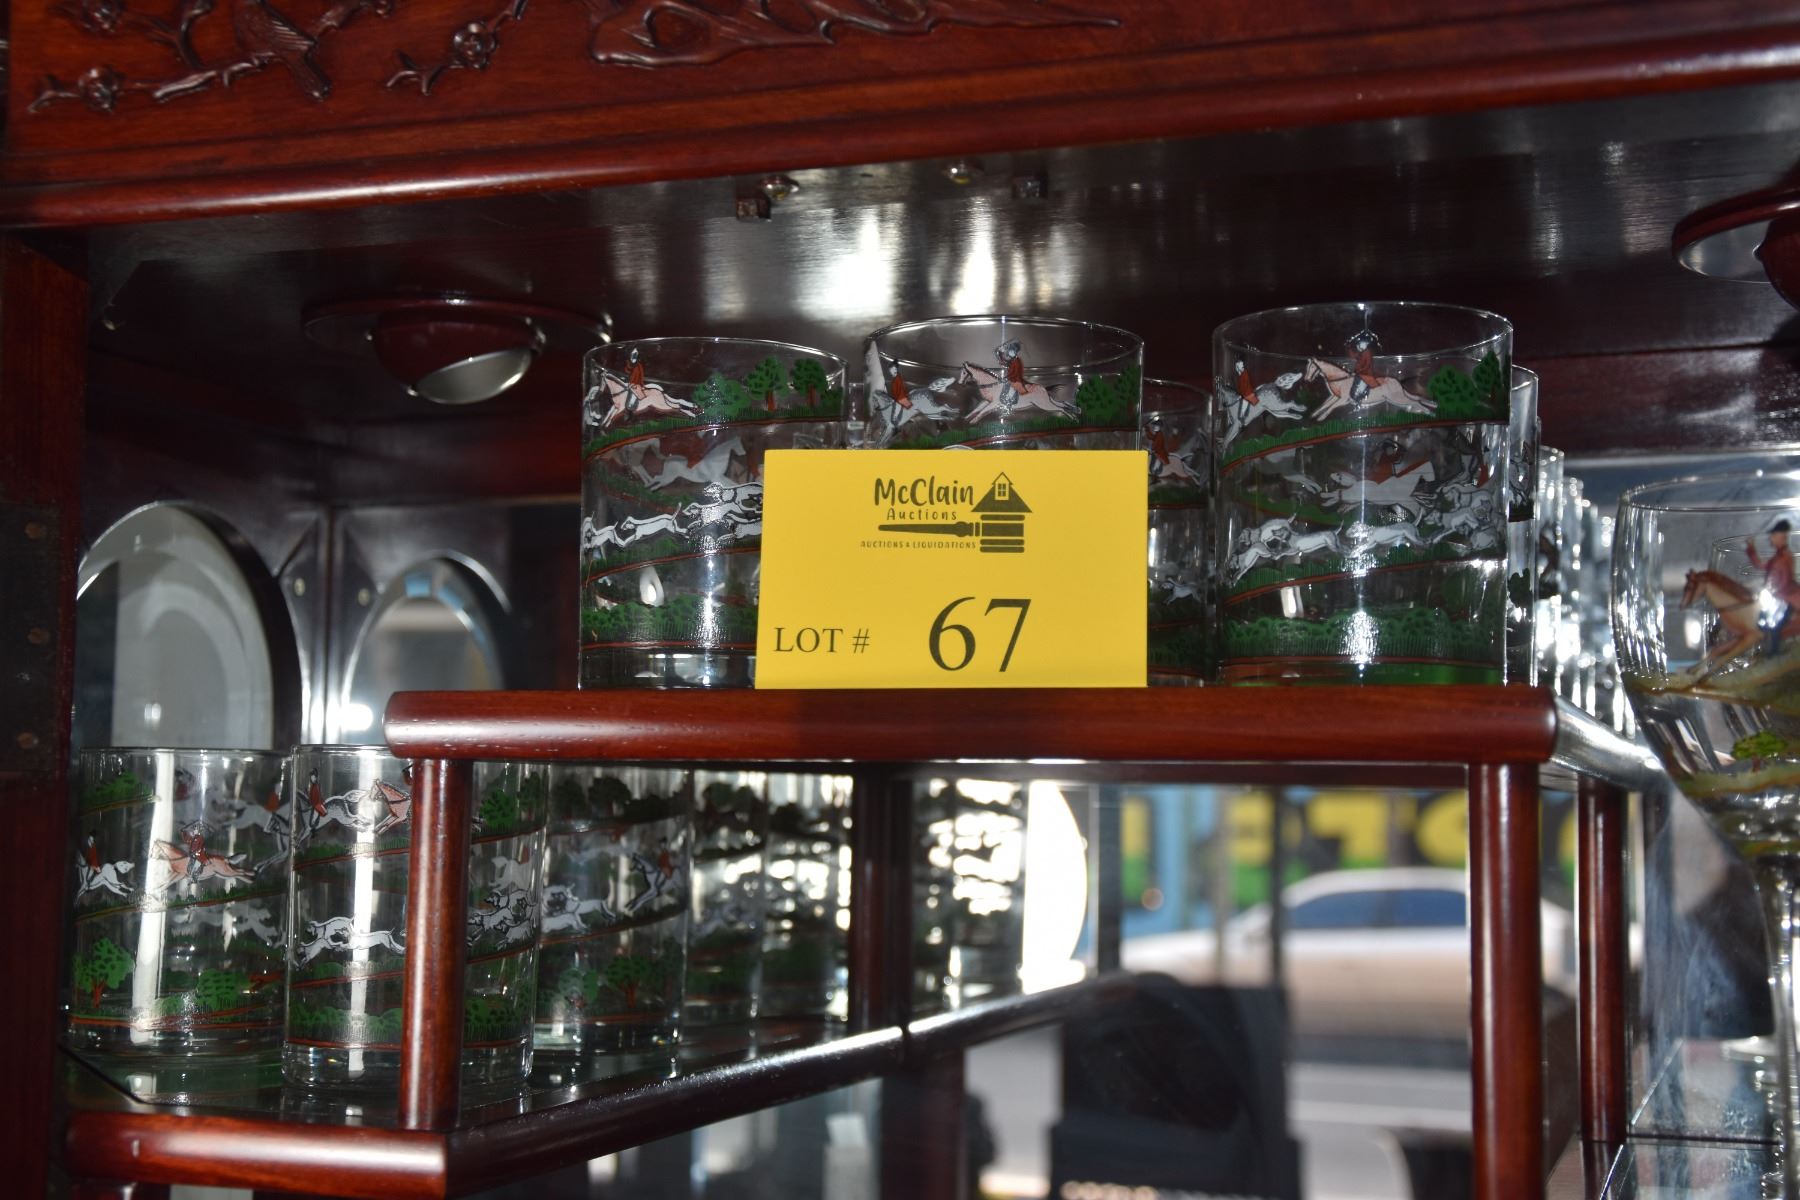 McClain
Auctions
AUCTIONS & LIQUIDATIONS
LOT # 67